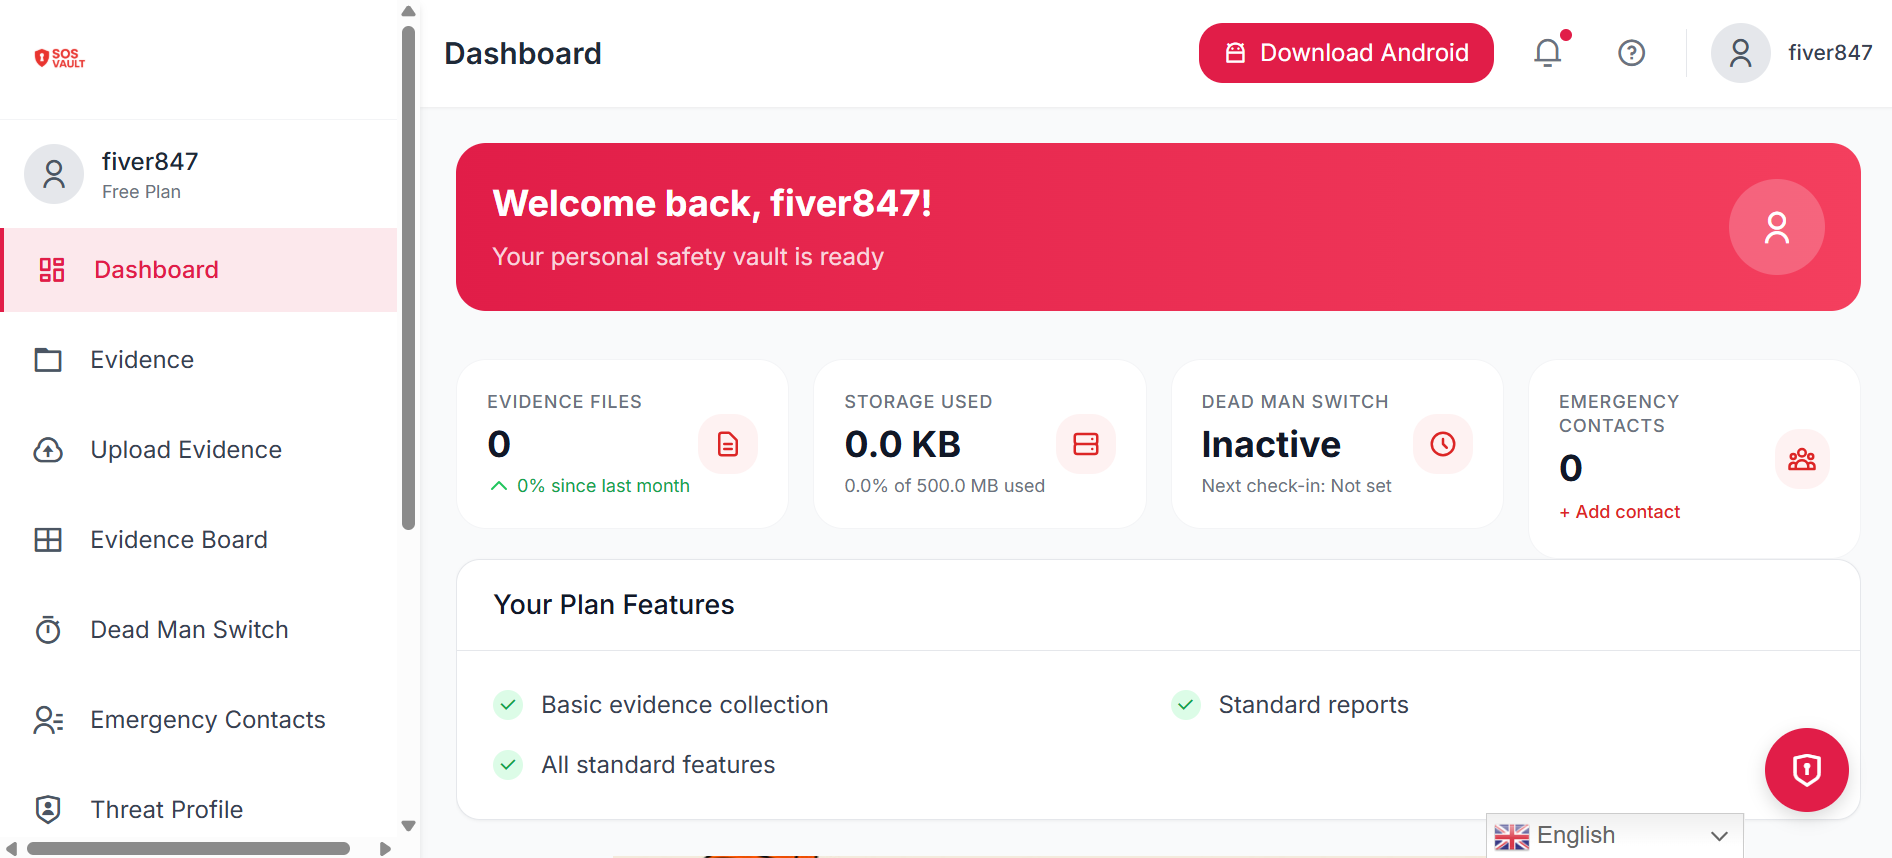 SOS
VAULT
fiver847
Free Plan
Dashboard
Evidence
Upload Evidence
Evidence Board
Dead Man Switch
Emergency Contacts
Threat Profile
Dashboard
Download Android
fiver847
Welcome back, fiver847!
Your personal safety vault is ready
EVIDENCE FILES
0
0% since last month
STORAGE USED
0.0 KB
0.0% of 500.0 MB used
DEAD MAN SWITCH
Inactive
Next check-in: Not set
EMERGENCY
CONTACTS
0
+ Add contact
Your Plan Features
Basic evidence collection
Standard reports
All standard features
English